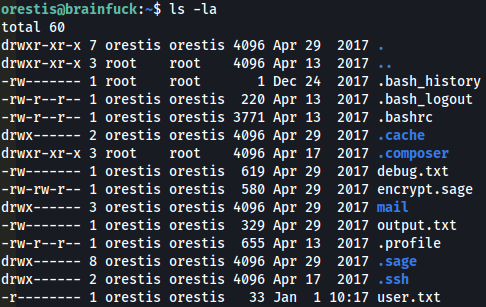 orestis@brainfuck:~$ ls -la
total 60
drwxr-xr-x 7 orestis orestis 4096 Apr 29  2017 .
drwxr-xr-x 3 root    root    4096 Apr 13  2017 ..
-rw------- 1 root    root       1 Dec 24  2017 .bash_history
-rw-r--r-- 1 orestis orestis  220 Apr 13  2017 .bash_logout
-rw-r--r-- 1 orestis orestis 3771 Apr 13  2017 .bashrc
drwx------ 2 orestis orestis 4096 Apr 29  2017 .cache
drwxr-xr-x 3 root    root    4096 Apr 17  2017 .composer
-rw------- 1 orestis orestis  619 Apr 29  2017 debug.txt
-rw-rw-r-- 1 orestis orestis  580 Apr 29  2017 encrypt.sage
drwx------ 3 orestis orestis 4096 Apr 29  2017 mail
-rw------- 1 orestis orestis  329 Apr 29  2017 output.txt
-rw-r--r-- 1 orestis orestis  655 Apr 13  2017 .profile
drwx------ 8 orestis orestis 4096 Apr 29  2017 .sage
drwx------ 2 orestis orestis 4096 Apr 17  2017 .ssh
-r-------- 1 orestis orestis   33 Jan  1 10:17 user.txt